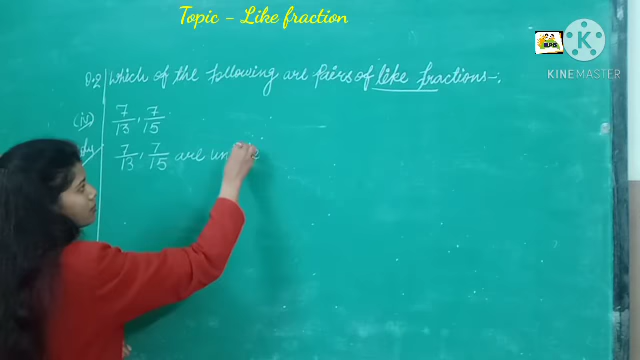 Topic - Like fraction
KINEMASTER
Q.2 Which of the following are pairs of like fractions-:
(iv) 7/13, 7/15
7/13, 7/15 are un